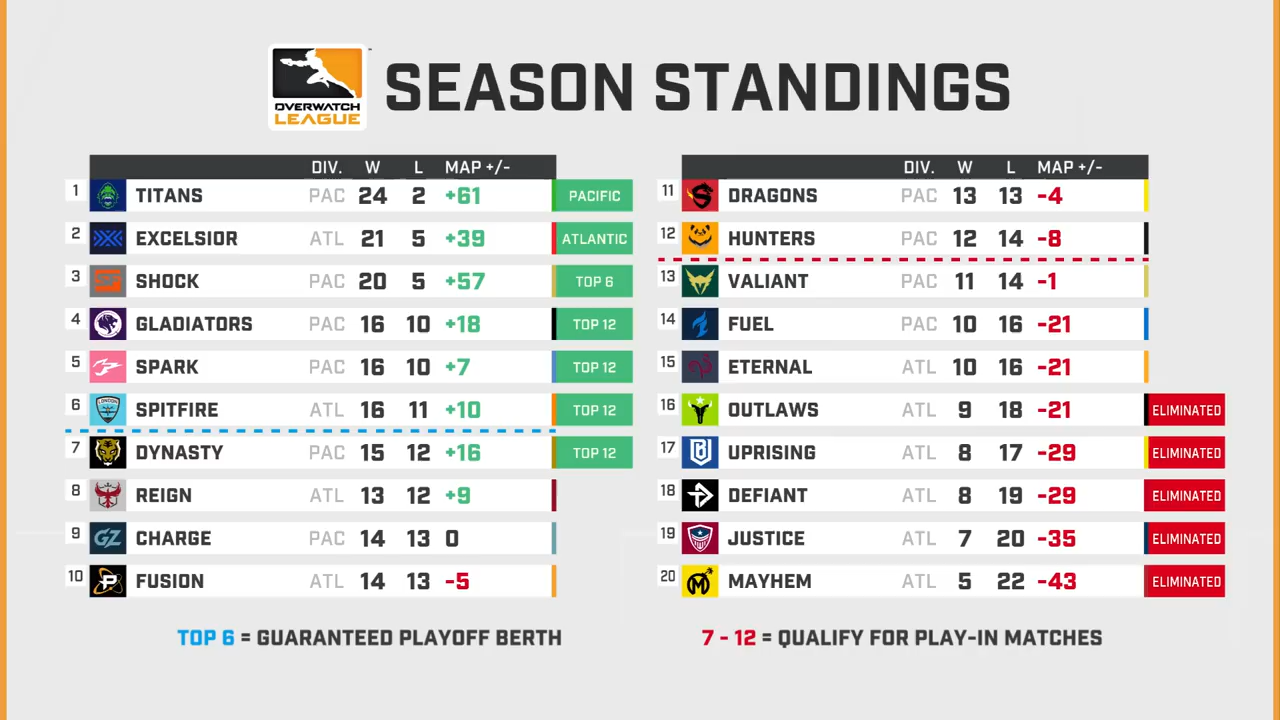 OVERWATCH
LEAGUE
SEASON STANDINGS
DIV. W L MAP +/-
1 TITANS PAC 24 2 +61 PACIFIC
2 EXCELSIOR ATL 21 5 +39 ATLANTIC
3 SHOCK PAC 20 5 +57 TOP 6
4 GLADIATORS PAC 16 10 +18 TOP 12
5 SPARK PAC 16 10 +7 TOP 12
6 SPITFIRE ATL 16 11 +10 TOP 12
7 DYNASTY PAC 15 12 +16 TOP 12
8 REIGN ATL 13 12 +9
9 GZ CHARGE PAC 14 13 0
10 FUSION ATL 14 13 -5
DIV. W L MAP +/-
11 DRAGONS PAC 13 13 -4
12 HUNTERS PAC 12 14 -8
13 VALIANT PAC 11 14 -1
14 FUEL PAC 10 16 -21
15 ETERNAL ATL 10 16 -21
16 OUTLAWS ATL 9 18 -21 ELIMINATED
17 UPRISING ATL 8 17 -29 ELIMINATED
18 DEFIANT ATL 8 19 -29 ELIMINATED
19 JUSTICE ATL 7 20 -35 ELIMINATED
20 MAYHEM ATL 5 22 -43 ELIMINATED
TOP 6 = GUARANTEED PLAYOFF BERTH
7 - 12 = QUALIFY FOR PLAY-IN MATCHES